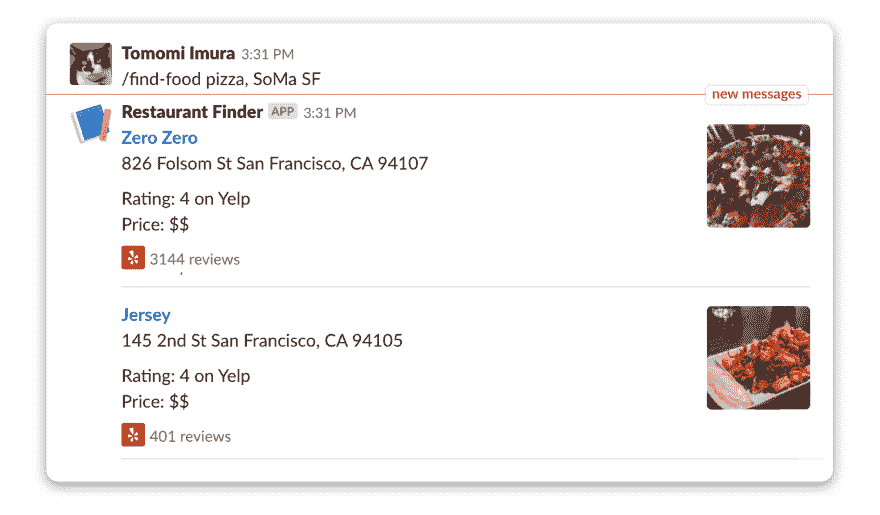 Tomomi Imura 3:31 PM
/find-food pizza, SoMa SF
new messages
Restaurant Finder APP 3:31 PM
Zero Zero
826 Folsom St San Francisco, CA 94107
Rating: 4 on Yelp
Price: $$
3144 reviews
Jersey
145 2nd St San Francisco, CA 94105
Rating: 4 on Yelp
Price: $$
401 reviews